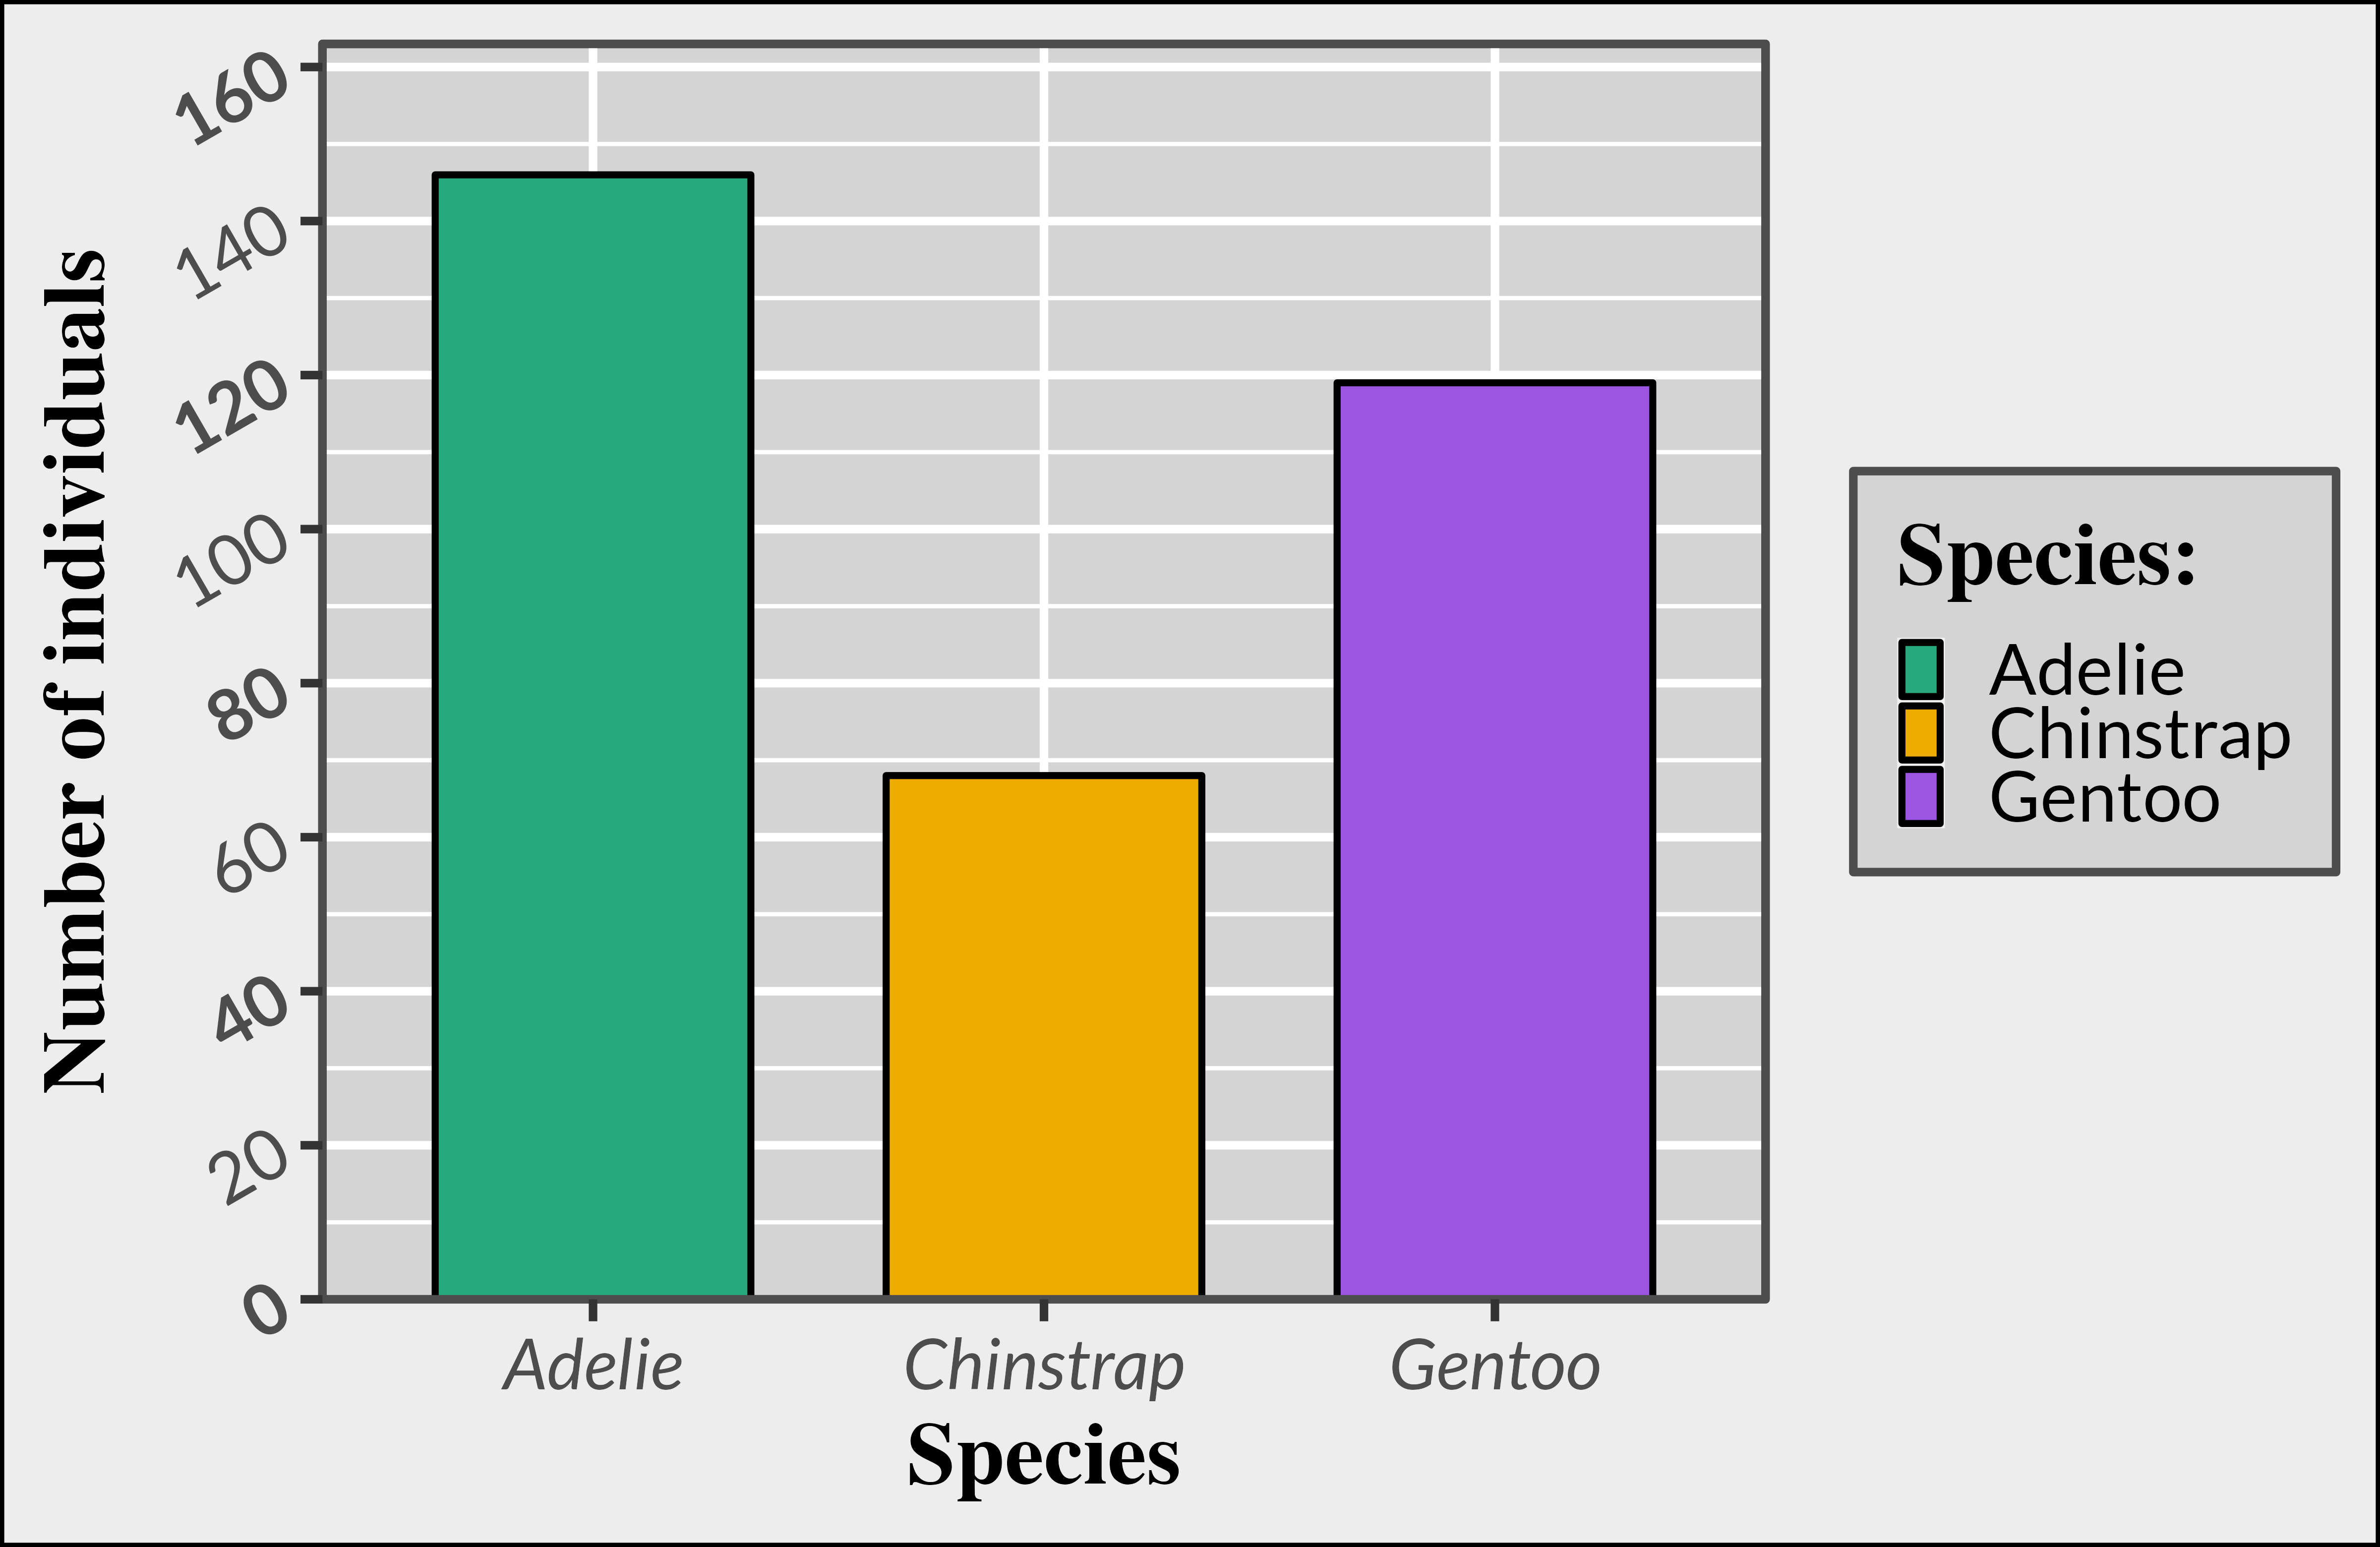 Number of individuals
160
140
120
100
80
60
40
20
0
Adelie Chinstrap Gentoo
Species
Species:
Adelie
Chinstrap
Gentoo